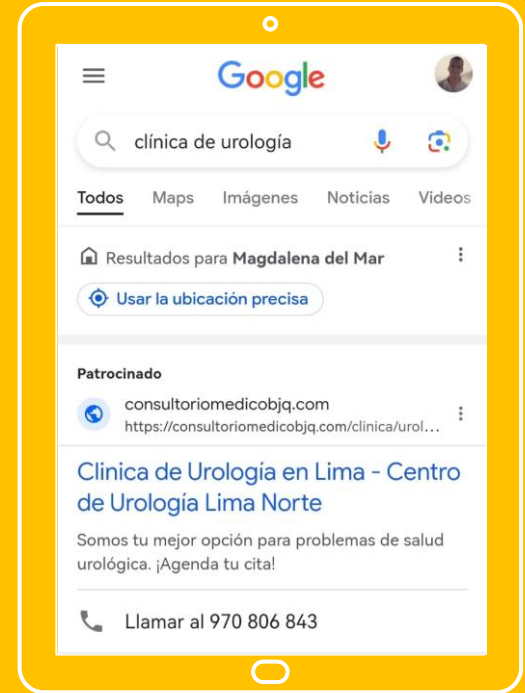 Google
clínica de urología
Todos Maps Imágenes Noticias Videos
Resultados para Magdalena del Mar
Usar la ubicación precisa
Patrocinado
consultoriomedicobjq.com
https://consultoriomedicobjq.com/clinica/urol...
Clinica de Urología en Lima - Centro
de Urología Lima Norte
Somos tu mejor opción para problemas de salud
urológica. ¡Agenda tu cita!
Llamar al 970 806 843